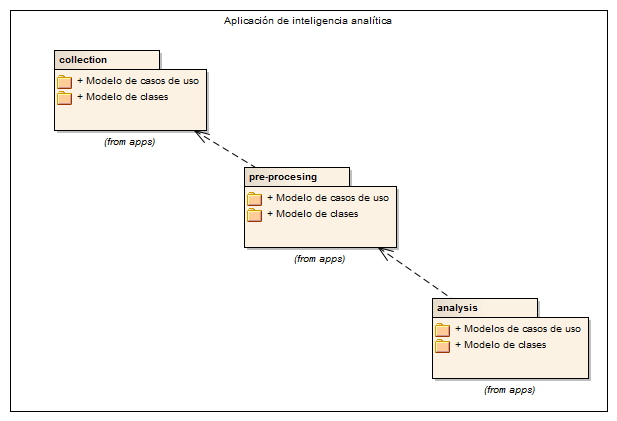 Aplicación de inteligencia analítica
collection
+ Modelo de casos de uso
+ Modelo de clases
(from apps)
pre-procesing
+ Modelo de casos de uso
+ Modelo de clases
(from apps)
analysis
+ Modelos de casos de uso
+ Modelo de clases
(from apps)